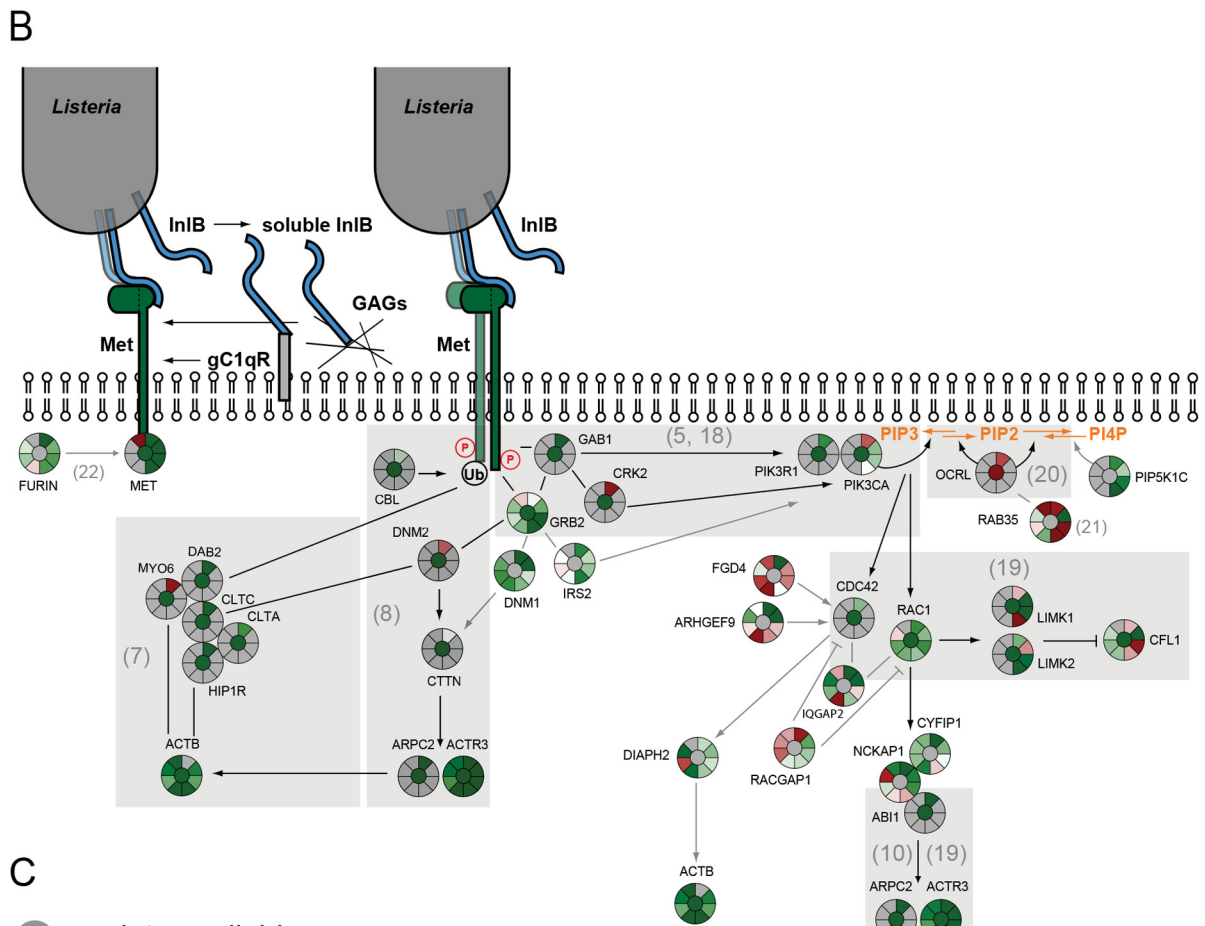 B
Listeria
Listeria
InlB
soluble InlB
InlB
GAGs
Met
gC1qR
Met
P
P
Ub
FURIN
(22)
MET
CBL
GAB1
(5, 18)
CRK2
PIK3R1
PIK3CA
PIP3
PIP2
PI4P
OCRL
(20)
PIP5K1C
RAB35
(21)
GRB2
DNM2
DNM1
IRS2
DAB2
MYO6
CLTC
CLTA
HIP1R
(7)
(8)
CTTN
ACTB
ARPC2
ACTR3
FGD4
ARHGEF9
CDC42
RAC1
(19)
LIMK1
LIMK2
CFL1
IQGAP2
RACGAP1
DIAPH2
CYFIP1
NCKAP1
ABI1
(10)
(19)
ACTB
ARPC2
ACTR3
C